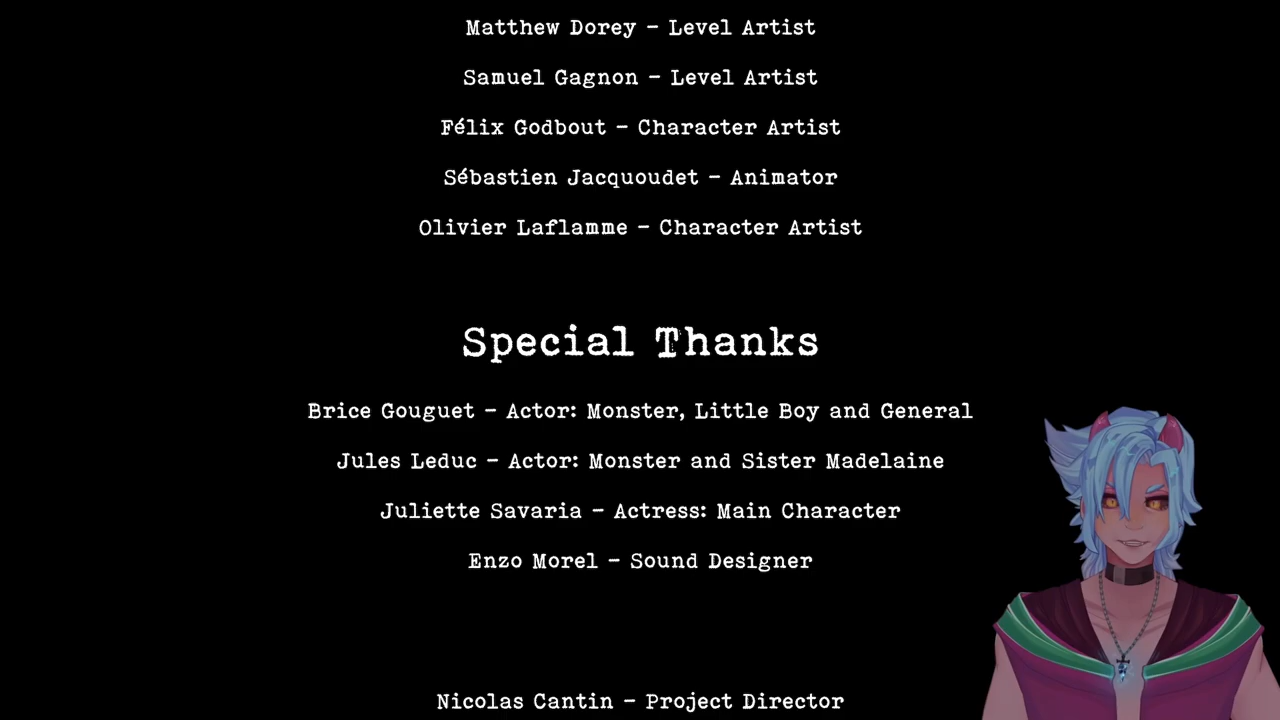 Matthew Dorey - Level Artist
Samuel Gagnon - Level Artist
Félix Godbout - Character Artist
Sébastien Jacquoudet - Animator
Olivier Laflamme - Character Artist
Special Thanks
Brice Gouguet - Actor: Monster, Little Boy and General
Jules Leduc - Actor: Monster and Sister Madelaine
Juliette Savaria - Actress: Main Character
Enzo Morel - Sound Designer
Nicolas Cantin - Project Director